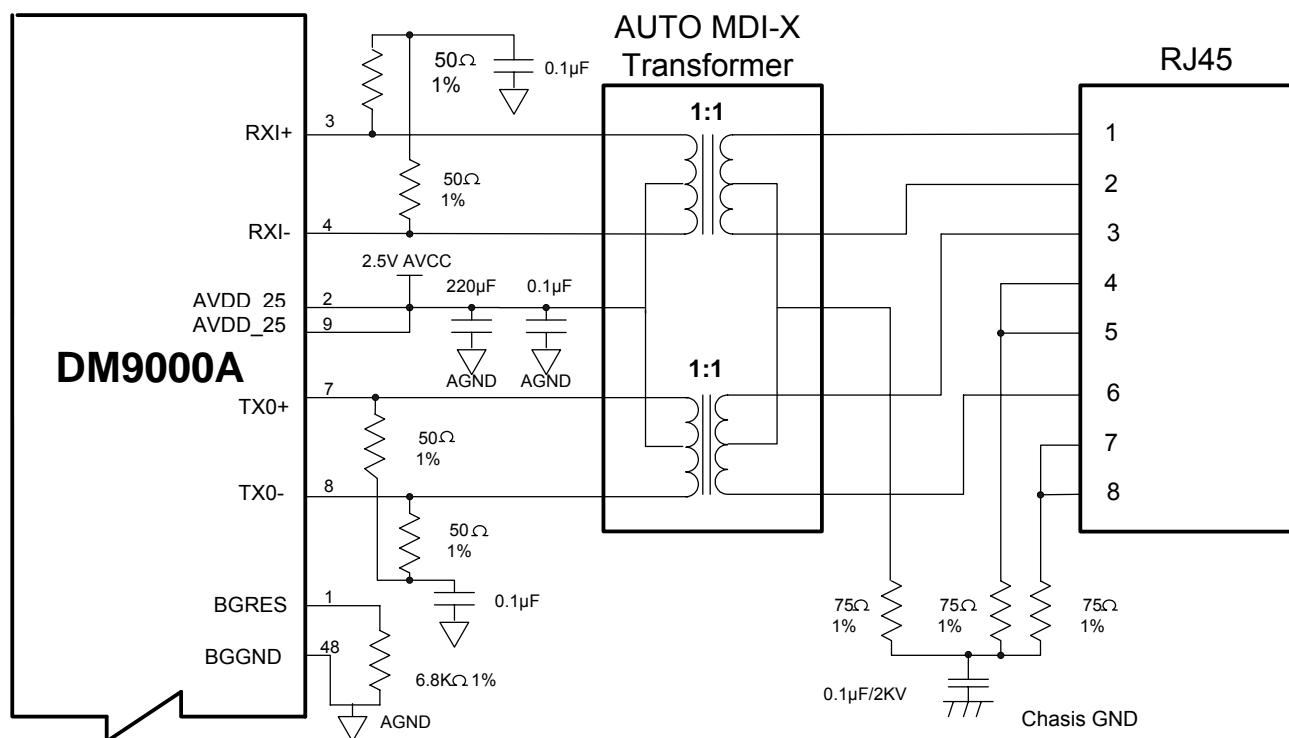 AUTO MDI-X
Transformer
RJ45
50Ω
1%
0.1µF
1:1
RXI+
3
1
50Ω
1%
2
RXI-
4
3
2.5V AVCC
4
220µF
0.1µF
AVDD_25
2
AVDD_25
9
5
DM9000A
AGND
AGND
1:1
7
6
TX0+
50Ω
1%
7
TX0-
8
8
50Ω
1%
BGRES
1
0.1µF
75Ω
1%
75Ω
1%
75Ω
1%
BGGND
48
6.8KΩ 1%
0.1µF/2KV
AGND
Chasis GND